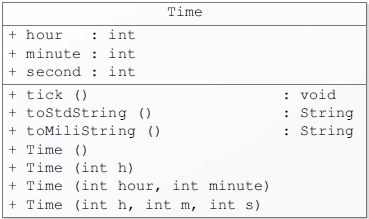 Time
+ hour : int
+ minute : int
+ second : int
+ tick () : void
+ toStdString () : String
+ toMiliString () : String
+ Time ()
+ Time (int h)
+ Time (int hour, int minute)
+ Time (int h, int m, int s)